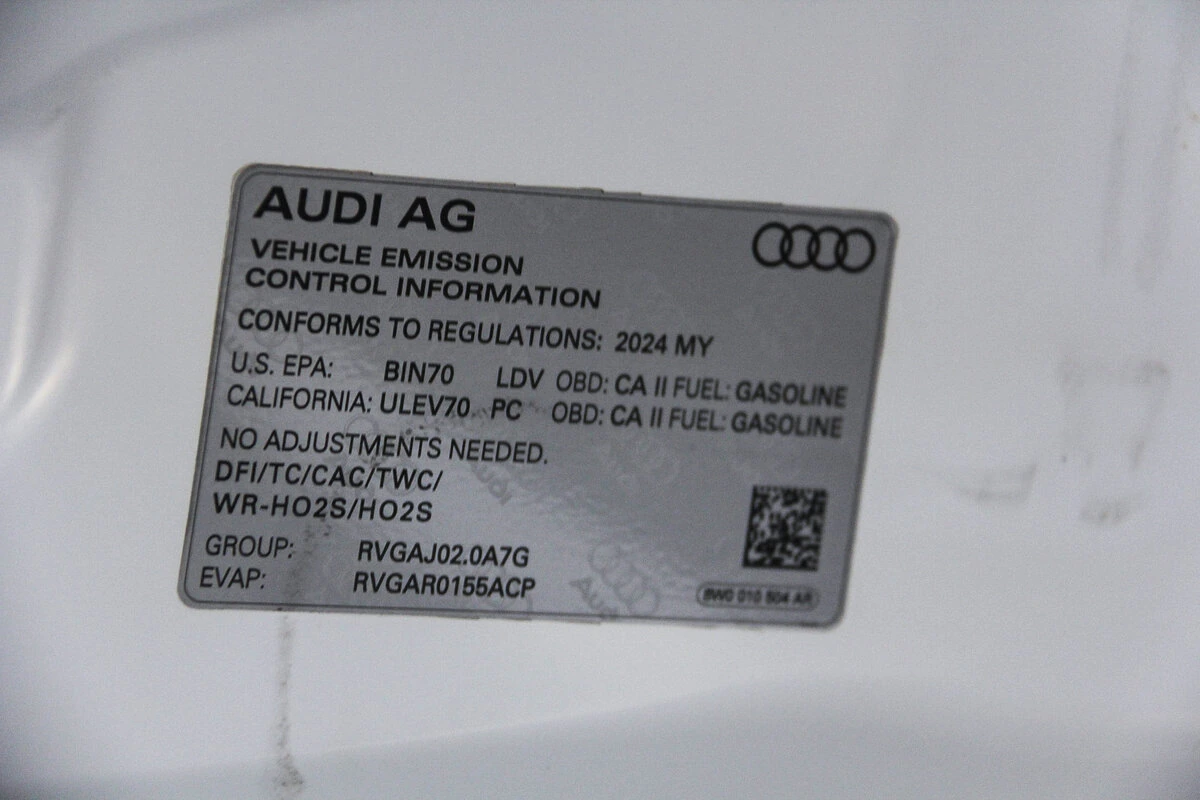 AUDI AG
VEHICLE EMISSION
CONTROL INFORMATION
CONFORMS TO REGULATIONS: 2024 MY
U.S. EPA: BIN70 LDV OBD: CA II FUEL: GASOLINE
CALIFORNIA: ULEV70 PC OBD: CA II FUEL: GASOLINE
NO ADJUSTMENTS NEEDED.
DFI/TC/CAC/TWC/
WR-HO2S/HO2S
GROUP: RVGAJ02.0A7G
EVAP: RVGAR0155ACP
8W0 010 504 AR